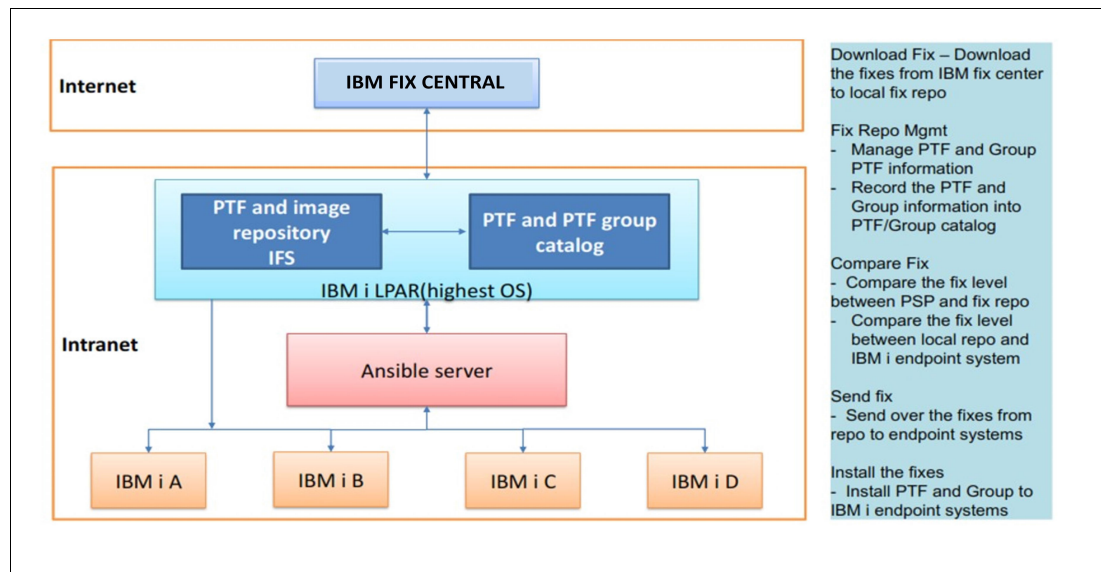 Internet
IBM FIX CENTRAL
Intranet
PTF and image
repository
IFS
PTF and PTF group
catalog
IBM i LPAR(highest OS)
Ansible server
IBM i A
IBM i B
IBM i C
IBM i D
Download Fix – Download
the fixes from IBM fix center
to local fix repo
Fix Repo Mgmt
- Manage PTF and Group
PTF information
- Record the PTF and
Group information into
PTF/Group catalog
Compare Fix
- Compare the fix level
between PSP and fix repo
- Compare the fix level
between local repo and
IBM i endpoint system
Send fix
- Send over the fixes from
repo to endpoint systems
Install the fixes
- Install PTF and Group to
IBM i endpoint systems